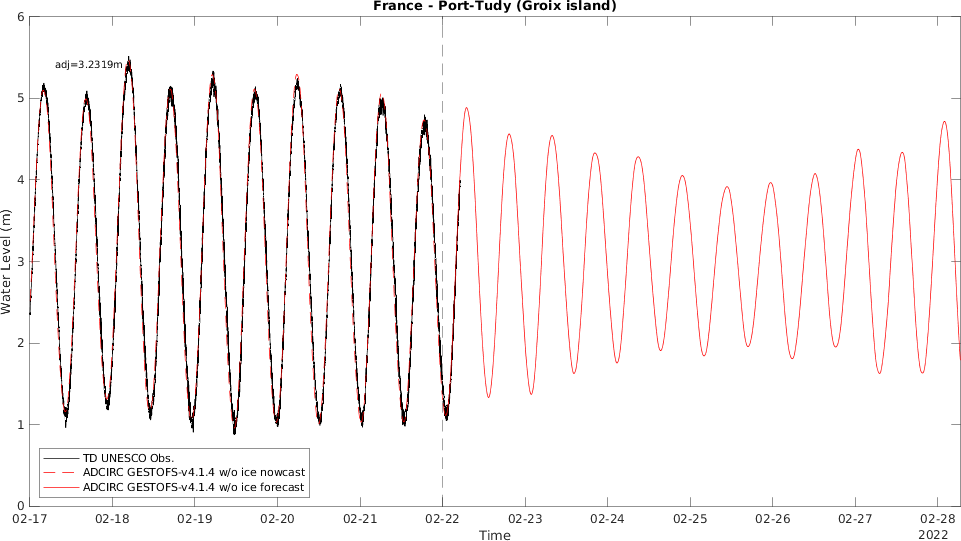 France - Port-Tudy (Groix island)
6
adj=3.2319m
5
4
3
2
1
0
Water Level (m)
TD UNESCO Obs.
ADCIRC GESTOFS-v4.1.4 w/o ice nowcast
ADCIRC GESTOFS-v4.1.4 w/o ice forecast
02-17 02-18 02-19 02-20 02-21 02-22 02-23 02-24 02-25 02-26 02-27 02-28
2022
Time